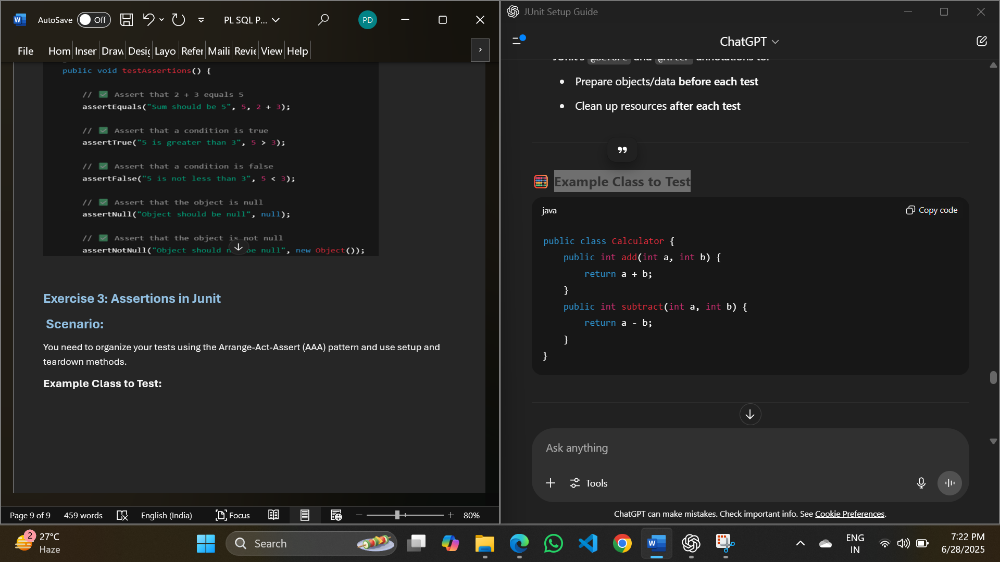 AutoSave
Off
PL SQL P...
PD
File
Hom
Inser
Draw
Desig
Layo
Refer
Maili
Revie
View
Help
public void testAssertions() {
// ✅ Assert that 2 + 3 equals 5
assertEquals("Sum should be 5", 5, 2 + 3);
// ✅ Assert that a condition is true
assertTrue("5 is greater than 3", 5 > 3);
// ✅ Assert that a condition is false
assertFalse("5 is not less than 3", 5 < 3);
// ✅ Assert that the object is null
assertNull("Object should be null", null);
// ✅ Assert that the object is not null
assertNotNull("Object should be null", new Object());
Exercise 3: Assertions in Junit
Scenario:
You need to organize your tests using the Arrange-Act-Assert (AAA) pattern and use setup and
teardown methods.
Example Class to Test:
Page 9 of 9
459 words
English (India)
Focus
80%
JUnit Setup Guide
ChatGPT
JUnit's @Before and @After annotations to:
• Prepare objects/data before each test
• Clean up resources after each test
Example Class to Test
java
Copy code
public class Calculator {
public int add(int a, int b) {
return a + b;
}
public int subtract(int a, int b) {
return a - b;
}
}
Ask anything
Tools
ChatGPT can make mistakes. Check important info. See Cookie Preferences.
2
27°C
Haze
Search
ENG
IN
7:22 PM
6/28/2025